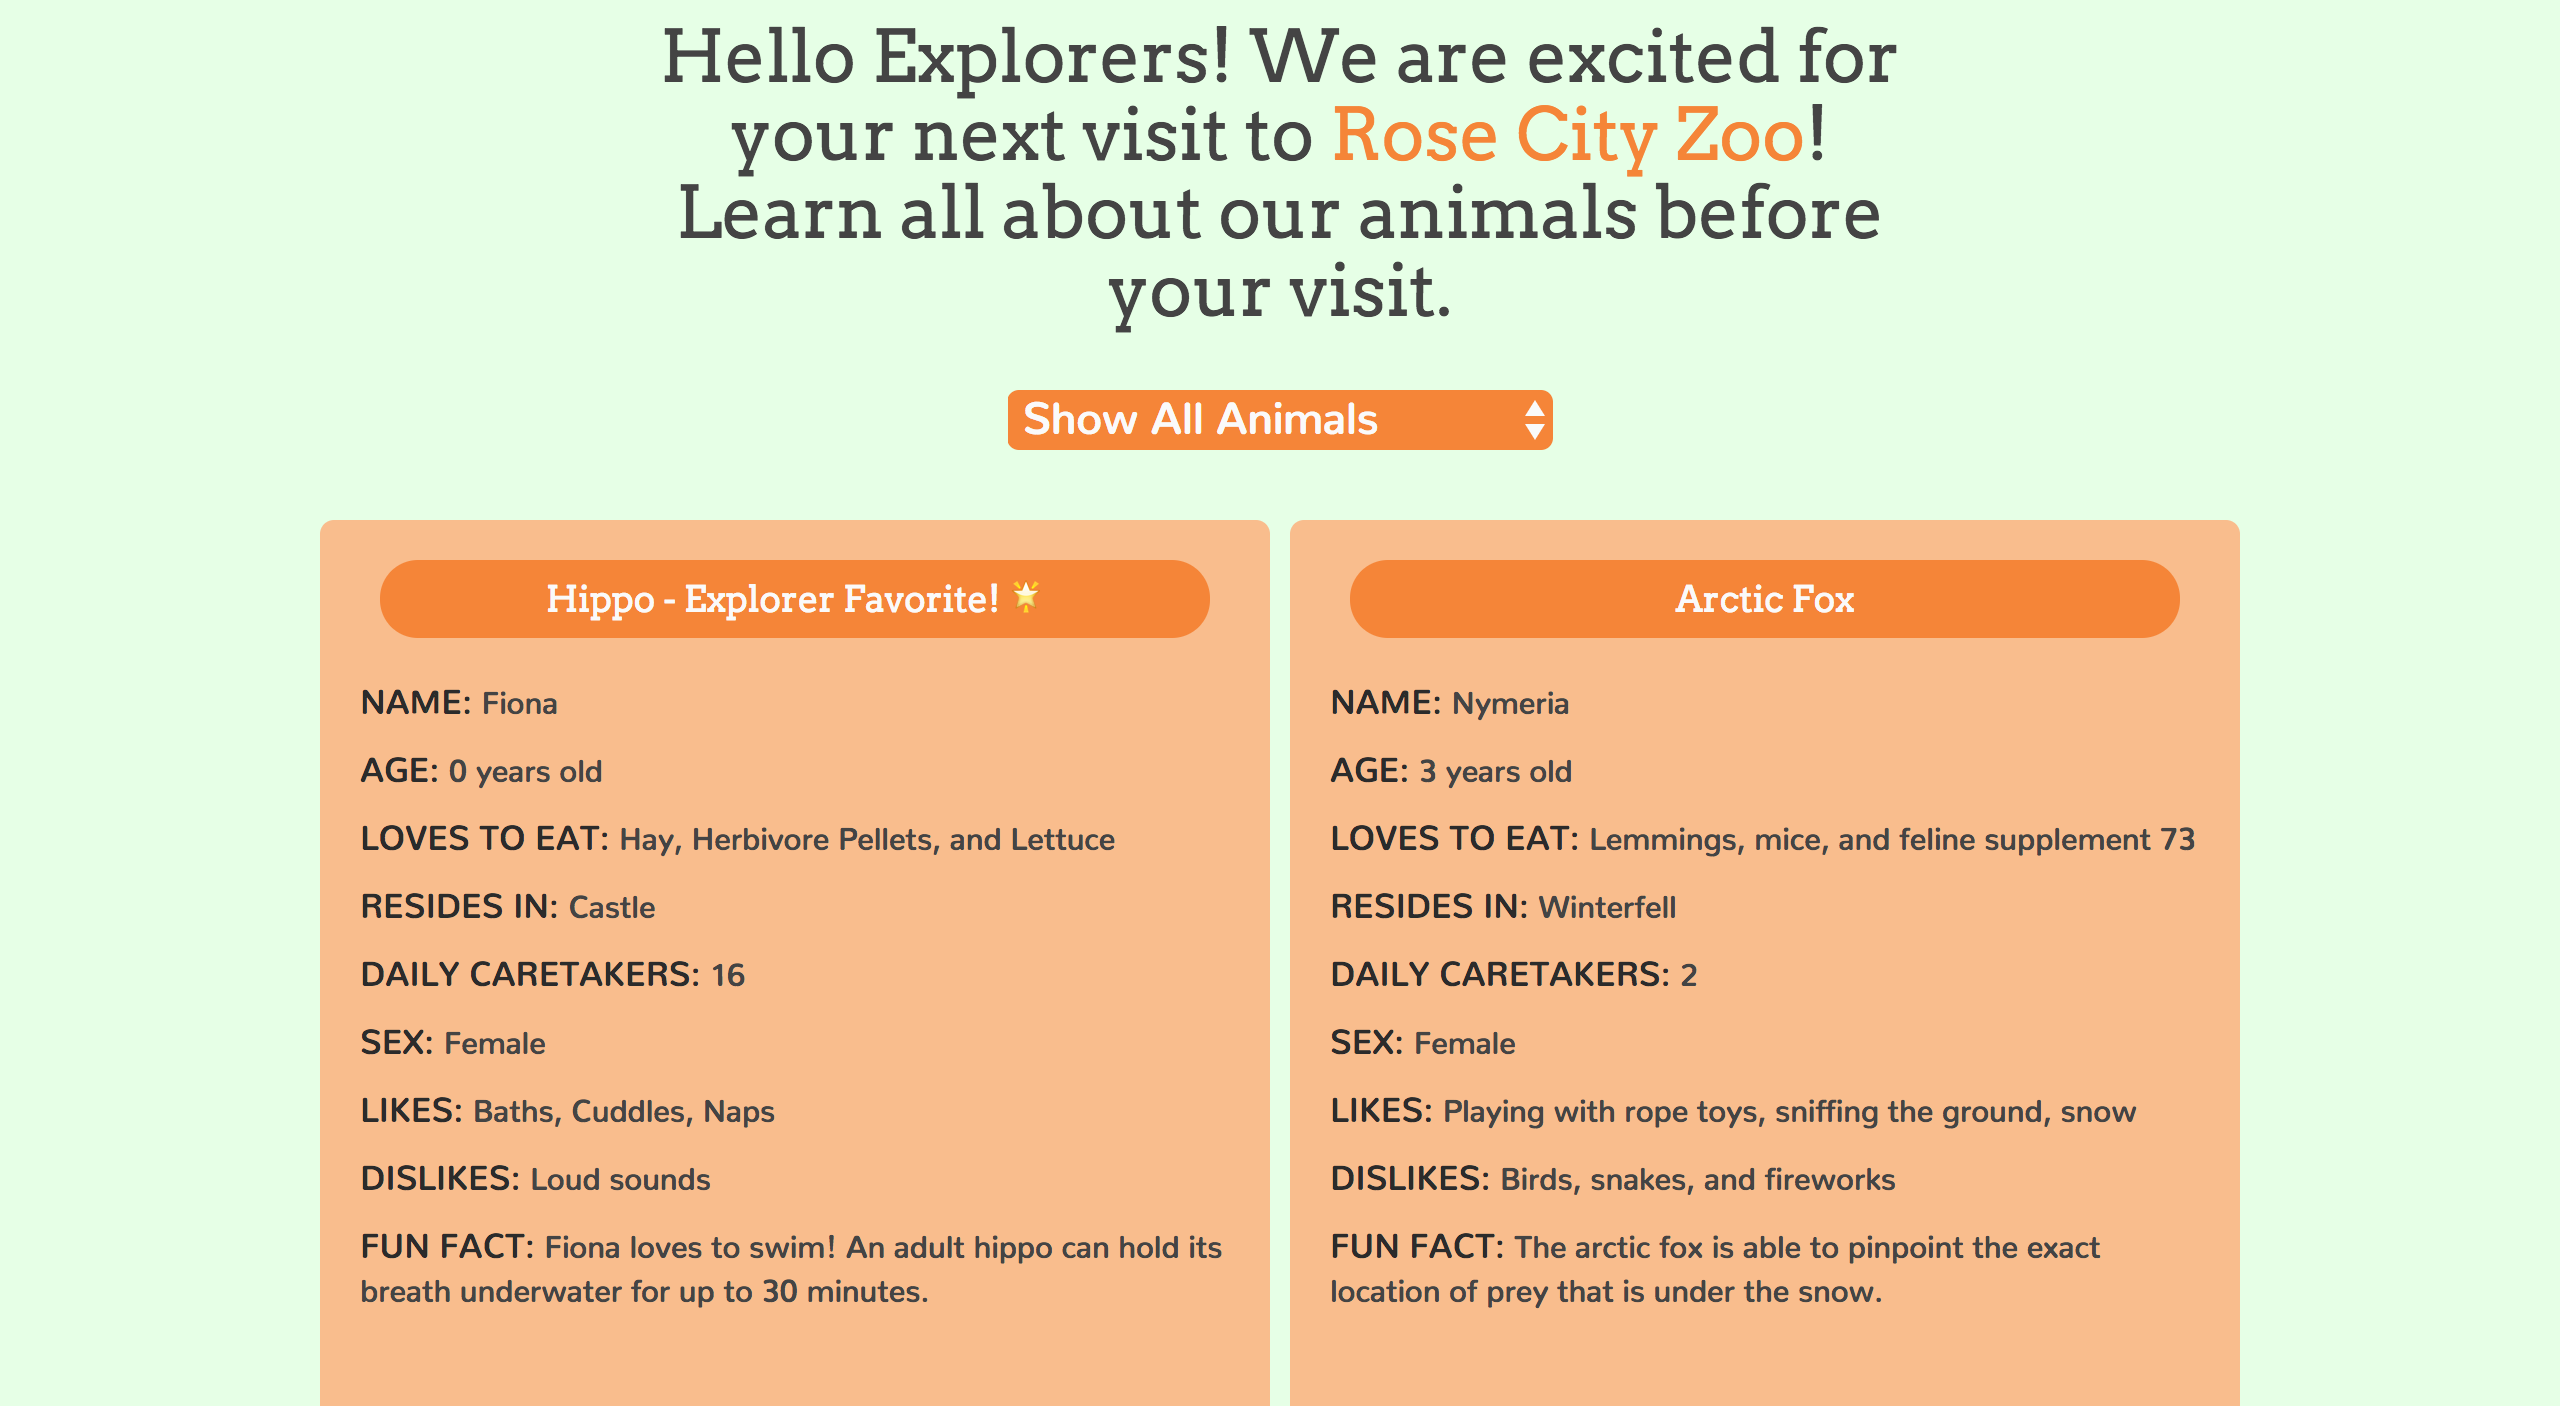 Hello Explorers! We are excited for
your next visit to Rose City Zoo!
Learn all about our animals before
your visit.
Show All Animals
Hippo - Explorer Favorite! 🌟
NAME: Fiona
AGE: 0 years old
LOVES TO EAT: Hay, Herbivore Pellets, and Lettuce
RESIDES IN: Castle
DAILY CARETAKERS: 16
SEX: Female
LIKES: Baths, Cuddles, Naps
DISLIKES: Loud sounds
FUN FACT: Fiona loves to swim! An adult hippo can hold its
breath underwater for up to 30 minutes.
Arctic Fox
NAME: Nymeria
AGE: 3 years old
LOVES TO EAT: Lemmings, mice, and feline supplement 73
RESIDES IN: Winterfell
DAILY CARETAKERS: 2
SEX: Female
LIKES: Playing with rope toys, sniffing the ground, snow
DISLIKES: Birds, snakes, and fireworks
FUN FACT: The arctic fox is able to pinpoint the exact
location of prey that is under the snow.